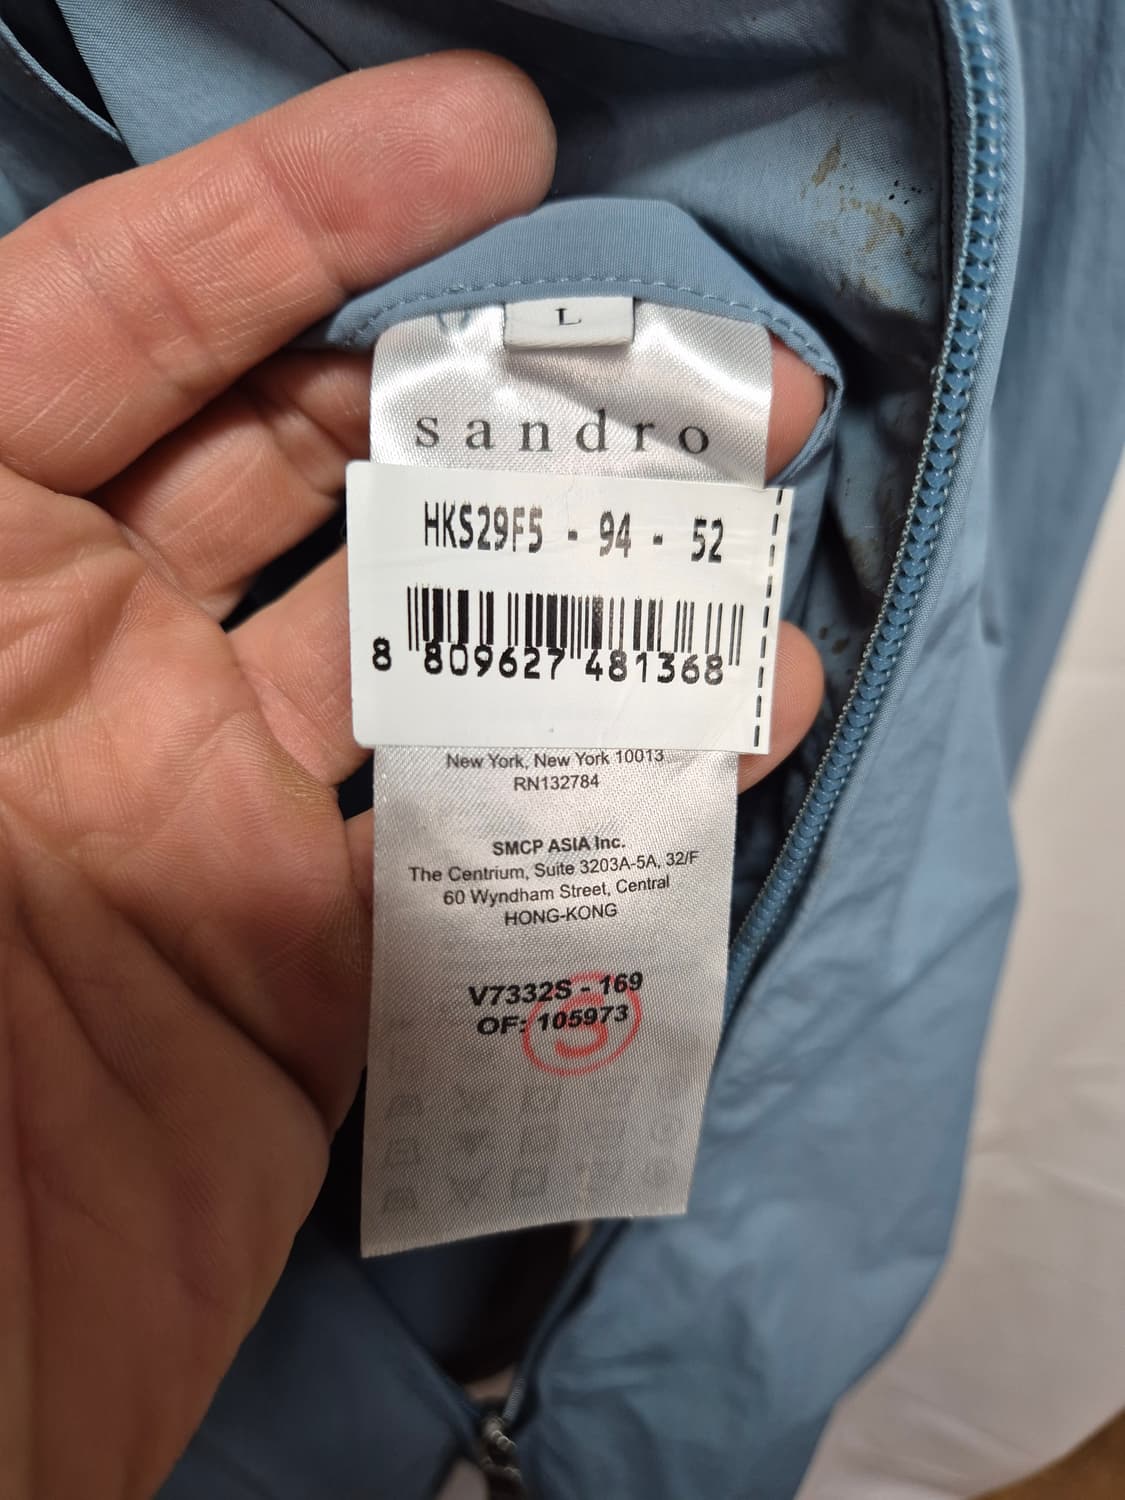 L
sandro
HKS29F5 - 94 - 52
8 809627 481368
New York, New York 10013
RN132784
SMCP ASIA Inc.
The Centrium, Suite 3203A-5A, 32/F
60 Wyndham Street, Central
HONG-KONG
V7332S - 169
OF: 105973
S